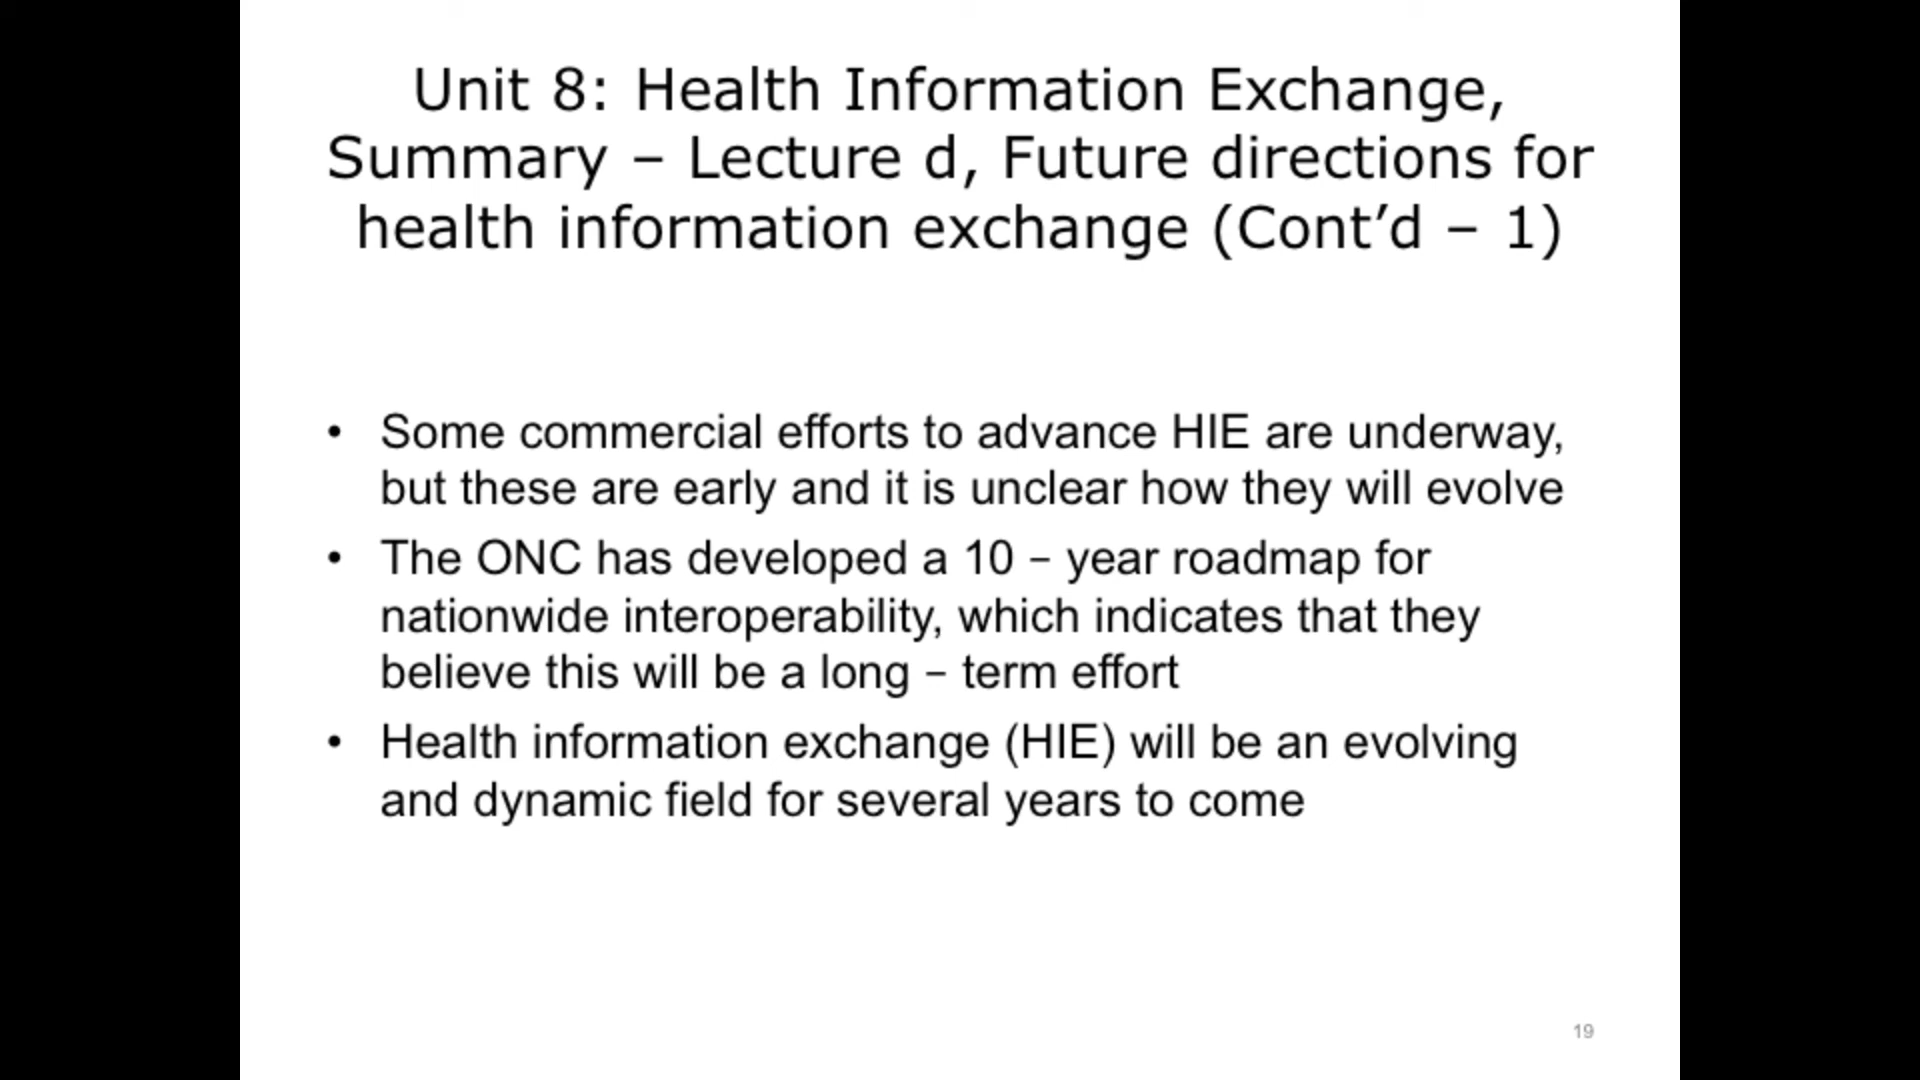 Unit 8: Health Information Exchange,
Summary – Lecture d, Future directions for
health information exchange (Cont’d – 1)
• Some commercial efforts to advance HIE are underway,
but these are early and it is unclear how they will evolve
• The ONC has developed a 10 – year roadmap for
nationwide interoperability, which indicates that they
believe this will be a long – term effort
• Health information exchange (HIE) will be an evolving
and dynamic field for several years to come
19